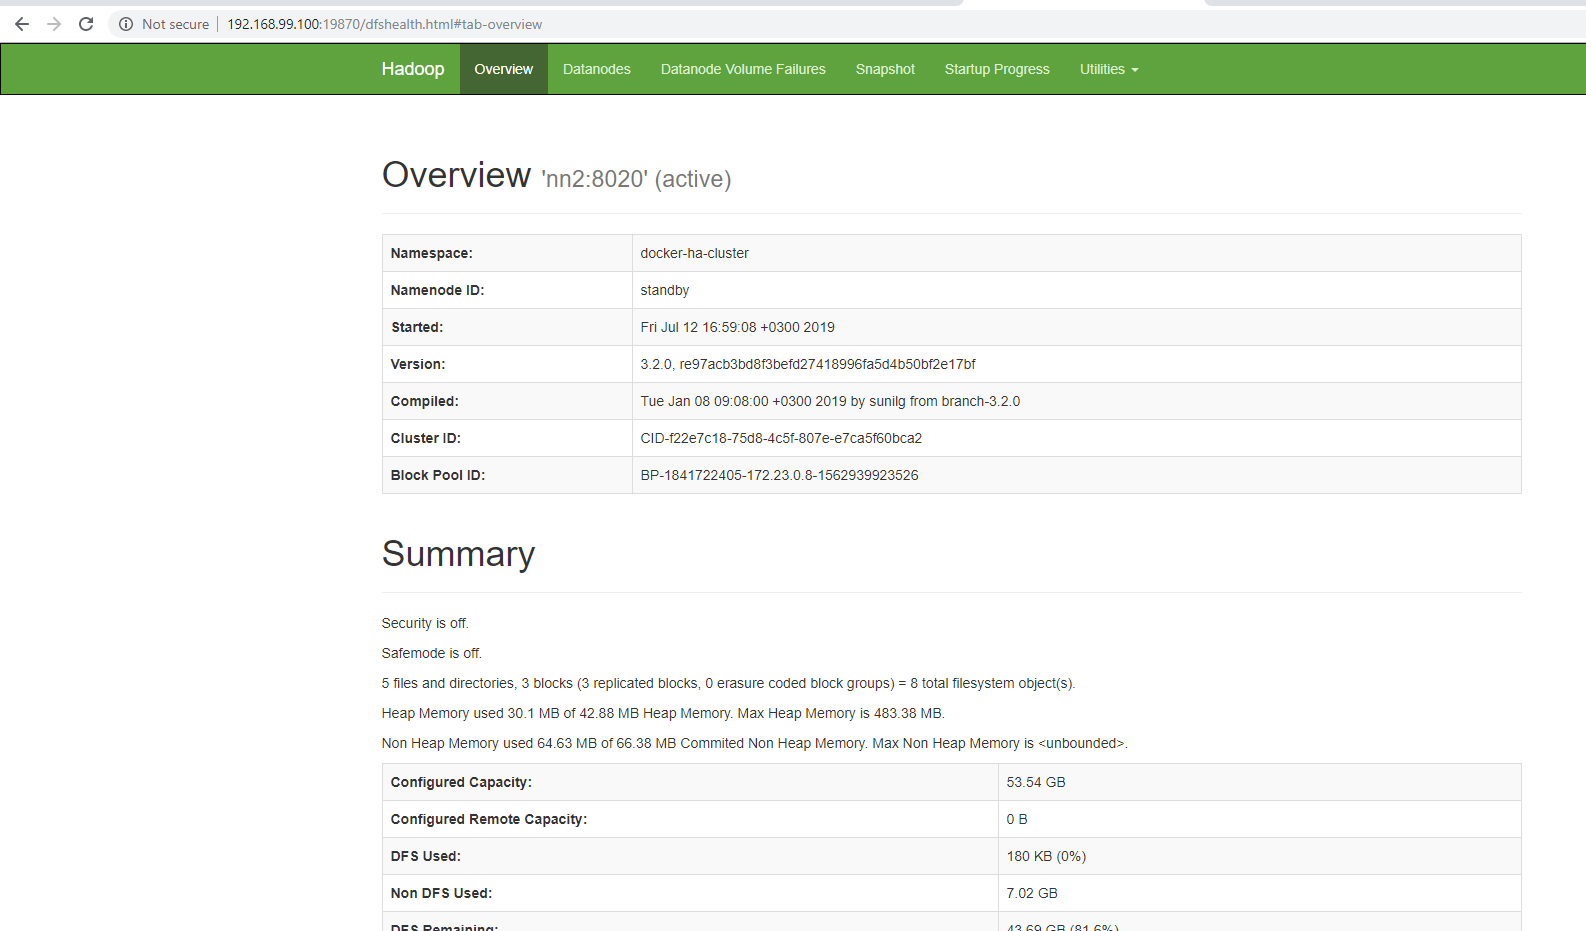 Not secure | 192.168.99.100:19870/dfshealth.html#tab-overview
Hadoop Overview Datanodes Datanode Volume Failures Snapshot Startup Progress Utilities
Overview 'nn2:8020' (active)
Namespace: docker-ha-cluster
Namenode ID: standby
Started: Fri Jul 12 16:59:08 +0300 2019
Version: 3.2.0, re97acb3bd8f3befd27418996fa5d4b50bf2e17bf
Compiled: Tue Jan 08 09:08:00 +0300 2019 by sunilg from branch-3.2.0
Cluster ID: CID-f22e7c18-75d8-4c5f-807e-e7ca5f60bca2
Block Pool ID: BP-1841722405-172.23.0.8-1562939923526
Summary
Security is off.
Safemode is off.
5 files and directories, 3 blocks (3 replicated blocks, 0 erasure coded block groups) = 8 total filesystem object(s).
Heap Memory used 30.1 MB of 42.88 MB Heap Memory. Max Heap Memory is 483.38 MB.
Non Heap Memory used 64.63 MB of 66.38 MB Commited Non Heap Memory. Max Non Heap Memory is <unbounded>.
Configured Capacity: 53.54 GB
Configured Remote Capacity: 0 B
DFS Used: 180 KB (0%)
Non DFS Used: 7.02 GB
DFS Remaining: 43.69 GB (81.6%)